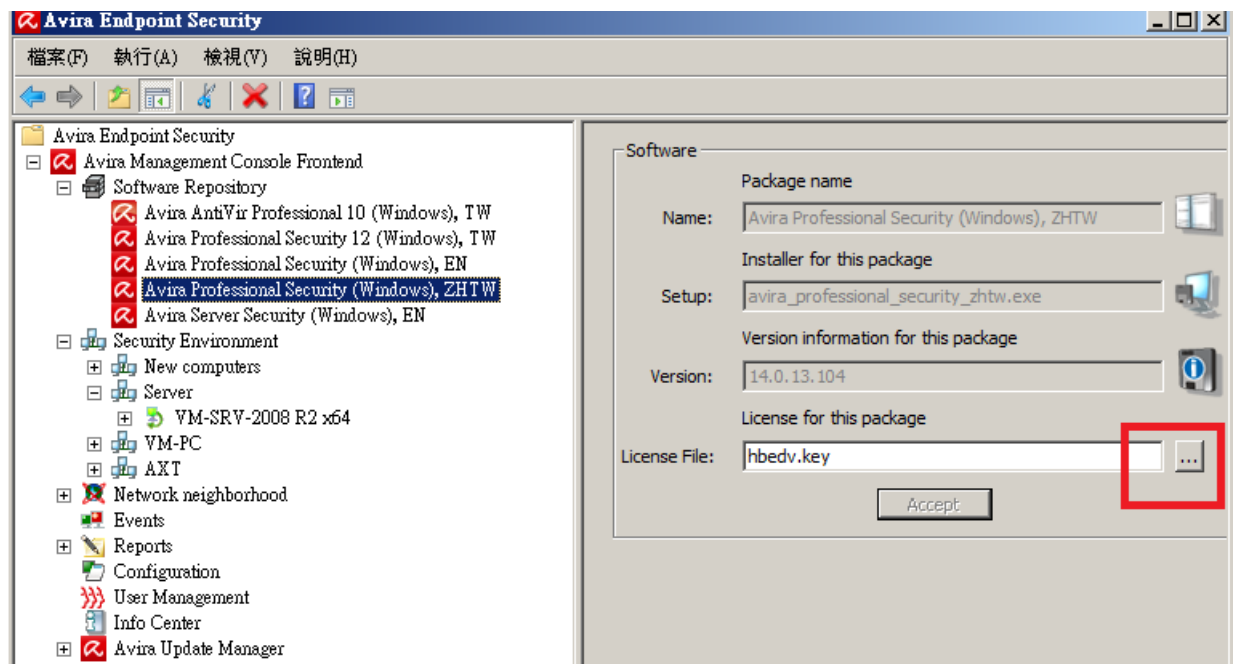 Avira Endpoint Security
檔案(F) 執行(A) 檢視(V) 說明(H)
Avira Endpoint Security
Avira Management Console Frontend
Software Repository
Avira AntiVir Professional 10 (Windows), TW
Avira Professional Security 12 (Windows), TW
Avira Professional Security (Windows), EN
Avira Professional Security (Windows), ZHTW
Avira Server Security (Windows), EN
Security Environment
New computers
Server
VM-SRV-2008 R2 x64
VM-PC
AXT
Network neighborhood
Events
Reports
Configuration
User Management
Info Center
Avira Update Manager
Software
Package name
Name: Avira Professional Security (Windows), ZHTW
Installer for this package
Setup: avira_professional_security_zhtw.exe
Version information for this package
Version: 14.0.13.104
License for this package
License File: hbedv.key ...
Accept